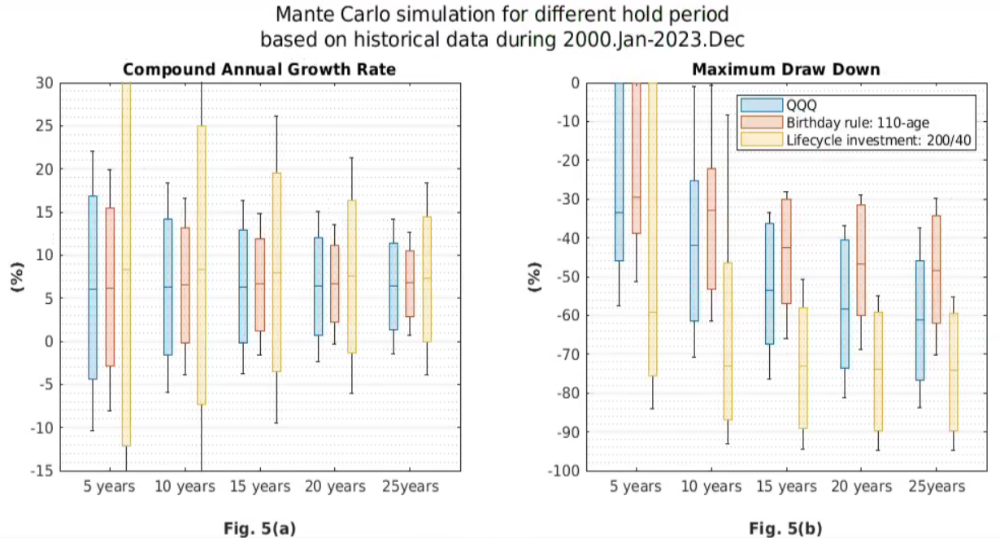 Mante Carlo simulation for different hold period
based on historical data during 2000.Jan-2023.Dec
Compound Annual Growth Rate
30
25
20
15
10
5
0
-5
-10
-15
(%)
5 years
10 years
15 years
20 years
25years
Fig. 5(a)
Maximum Draw Down
0
-10
-20
-30
-40
-50
-60
-70
-80
-90
-100
(%)
QQQ
Birthday rule: 110-age
Lifecycle investment: 200/40
5 years
10 years
15 years
20 years
25years
Fig. 5(b)